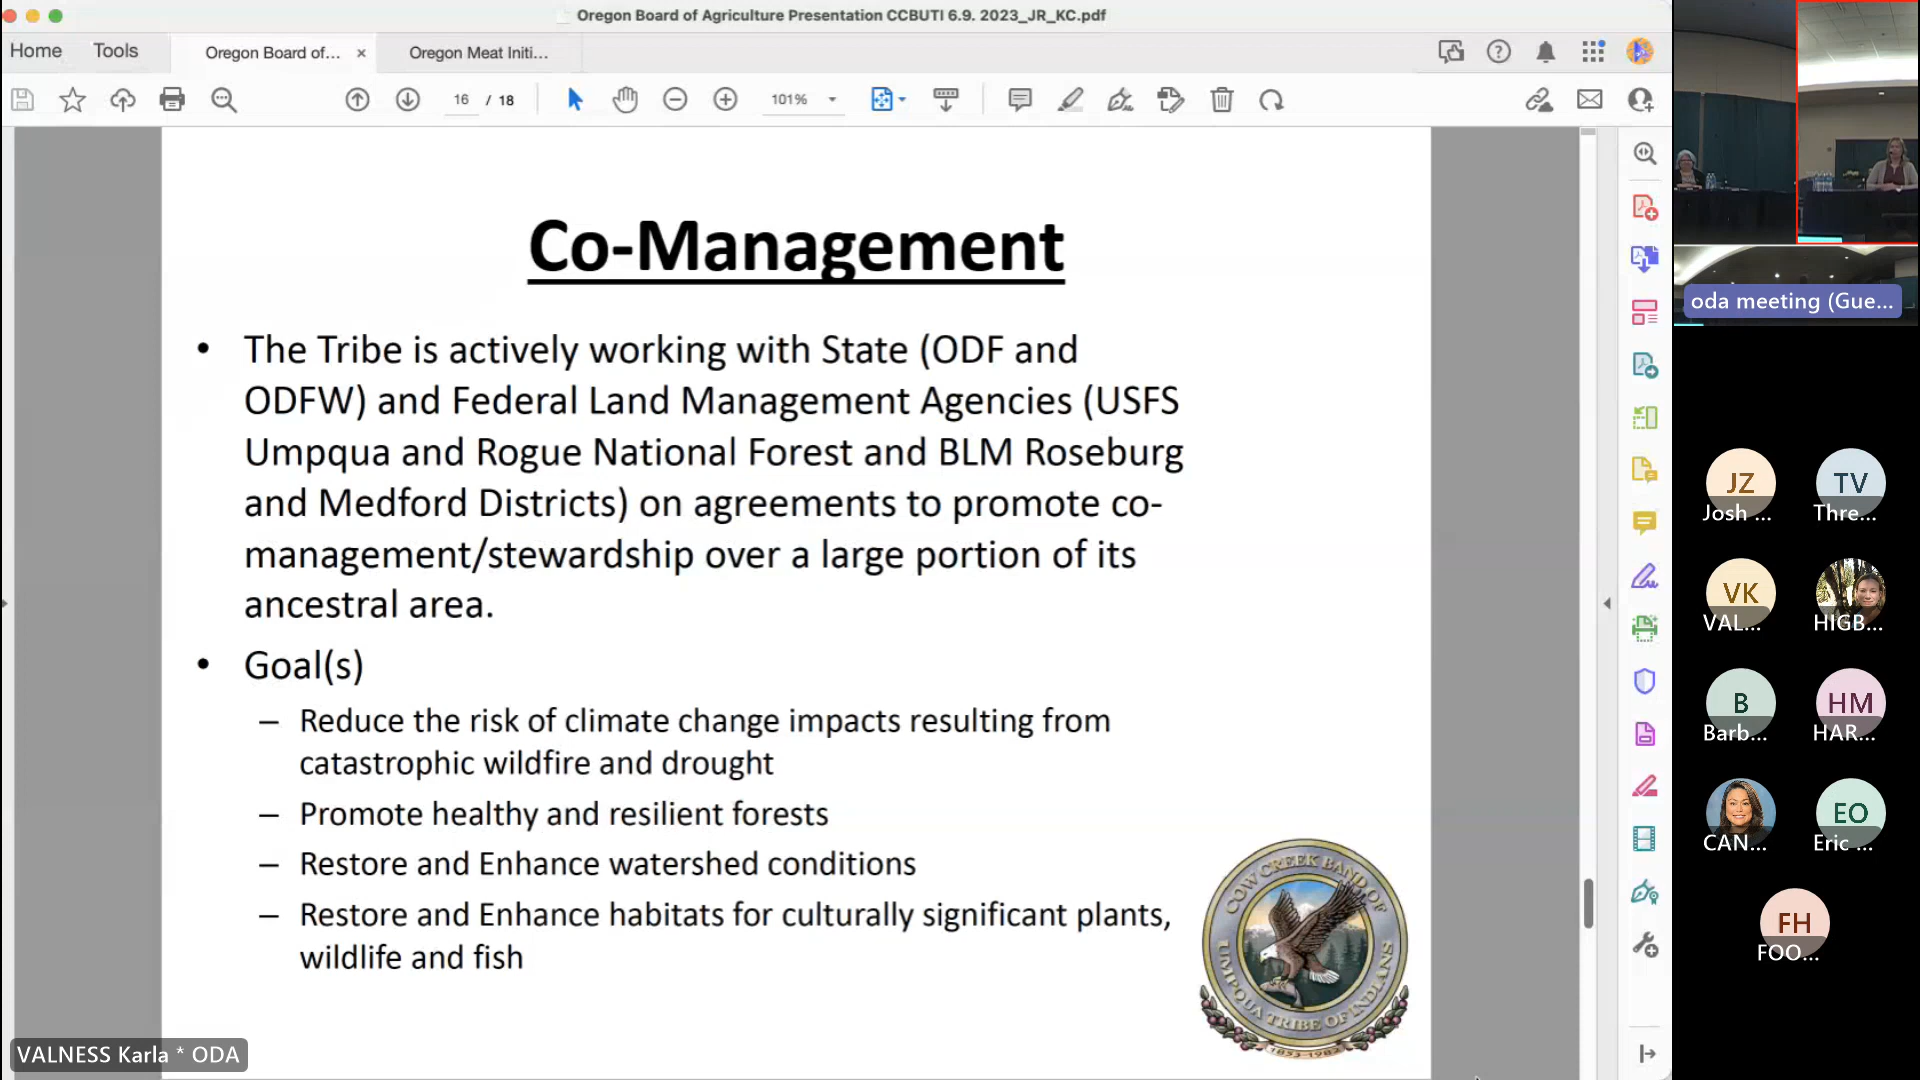 Oregon Board of Agriculture Presentation CCBUTI 6.9. 2023_JR_KC.pdf
Home
Tools
Oregon Board of...
×
Oregon Meat Initi...
16 / 18
101%
Co-Management
• The Tribe is actively working with State (ODF and
ODFW) and Federal Land Management Agencies (USFS
Umpqua and Rogue National Forest and BLM Roseburg
and Medford Districts) on agreements to promote co-
management/stewardship over a large portion of its
ancestral area.
• Goal(s)
– Reduce the risk of climate change impacts resulting from
catastrophic wildfire and drought
– Promote healthy and resilient forests
– Restore and Enhance watershed conditions
– Restore and Enhance habitats for culturally significant plants,
wildlife and fish
COW CREEK BAND OF
UMPQUA TRIBE OF INDIANS
1853-1982
VALNESS Karla * ODA
oda meeting (Gue...
JZ
Josh ...
TV
Thre...
VK
VAL...
HIGB...
B
Barb...
HM
HAR...
CAN...
EO
Eric ...
FH
FOO...